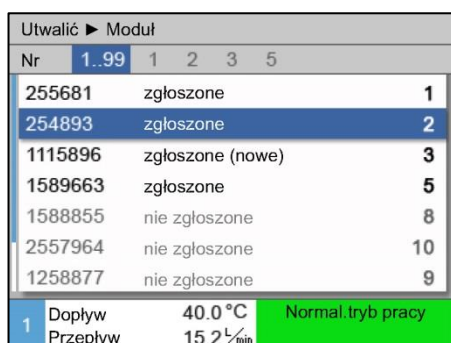 Utwalić ► Moduł
Nr 1..99 1 2 3 5
255681 zgłoszone 1
254893 zgłoszone 2
1115896 zgłoszone (nowe) 3
1589663 zgłoszone 5
1588855 nie zgłoszone 8
2557964 nie zgłoszone 10
1258877 nie zgłoszone 9
1 Dopływ 40.0 °C Normal.tryb pracy
Przepływ 15.2 L/min